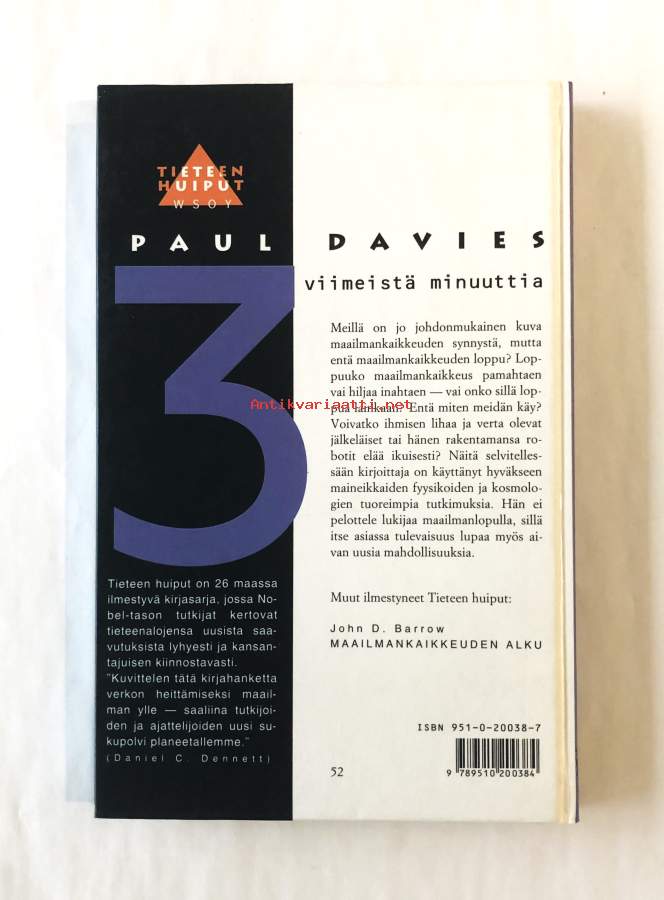 TIETEEN
HUIPUT
WSOY
PAUL DAVIES
3
viimeistä minuuttia
Meillä on jo johdonmukainen kuva
maailmankaikkeuden synnystä, mutta
entä maailmankaikkeuden loppu? Lop-
puuko maailmankaikkeus pamahtaen
vai hiljaa inahtaen — vai onko sillä lop-
Antikvariaatti.net
pua lainkaan? Entä miten meidän käy?
Voivatko ihmisen lihaa ja verta olevat
jälkeläiset tai hänen rakentamansa ro-
botit elää ikuisesti? Näitä selvitelles-
sään kirjoittaja on käyttänyt hyväkseen
maineikkaiden fyysikoiden ja kosmolo-
gien tuoreimpia tutkimuksia. Hän ei
pelottele lukijaa maailmanlopulla, sillä
itse asiassa tulevaisuus lupaa myös ai-
van uusia mahdollisuuksia.
Muut ilmestyneet Tieteen huiput:
John D. Barrow
MAAILMANKAIKKEUDEN ALKU
Tieteen huiput on 26 maassa
ilmestyvä kirjasarja, jossa No-
bel-tason tutkijat kertovat
tieteenalojensa uusista saa-
vutuksista lyhyesti ja kansan-
tajuisen kiinnostavasti.
"Kuvittelen tätä kirjahanketta
verkon heittämiseksi maail-
man ylle — saaliina tutkijoi-
den ja ajattelijoiden uusi su-
kupolvi planeetallemme."
(Daniel C. Dennett)
ISBN 951-0-20038-7
52
9 789510 200384